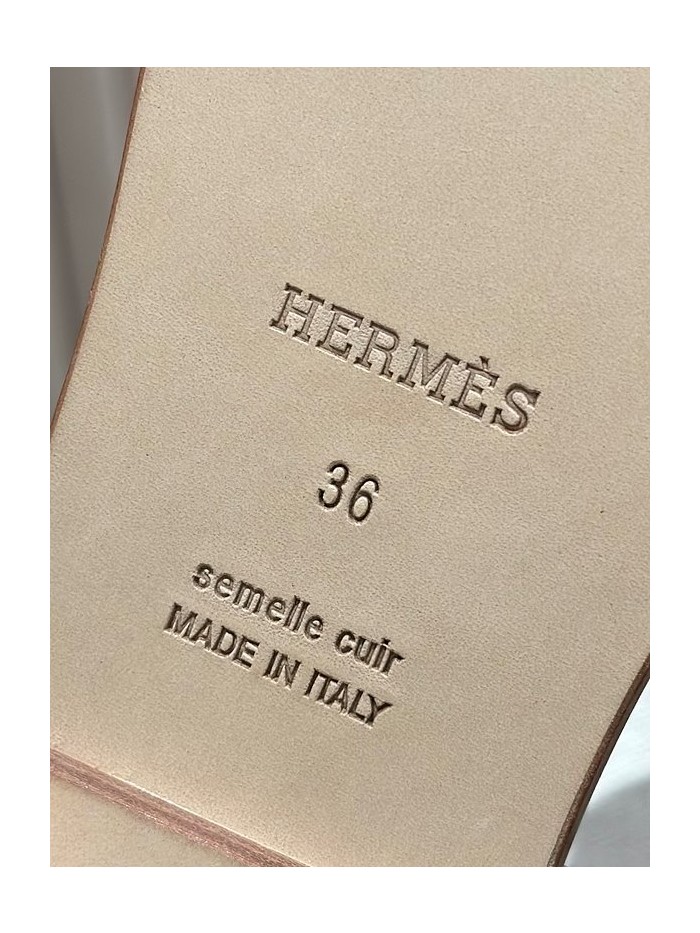 HERMÈS
36
semelle cuir
MADE IN ITALY